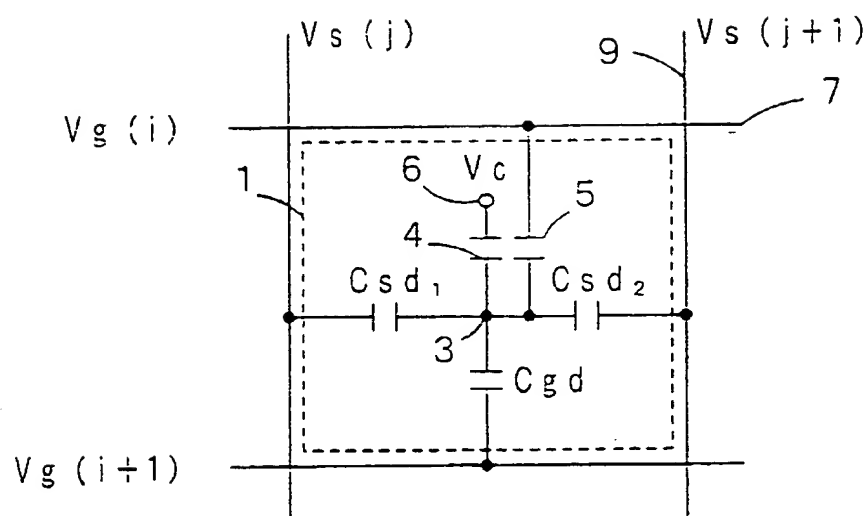 Vs(j)
Vs(j+1)
9
7
Vg(i)
1
6
Vc
5
4
Csd₁
Csd₂
3
Cgd
Vg(i+1)